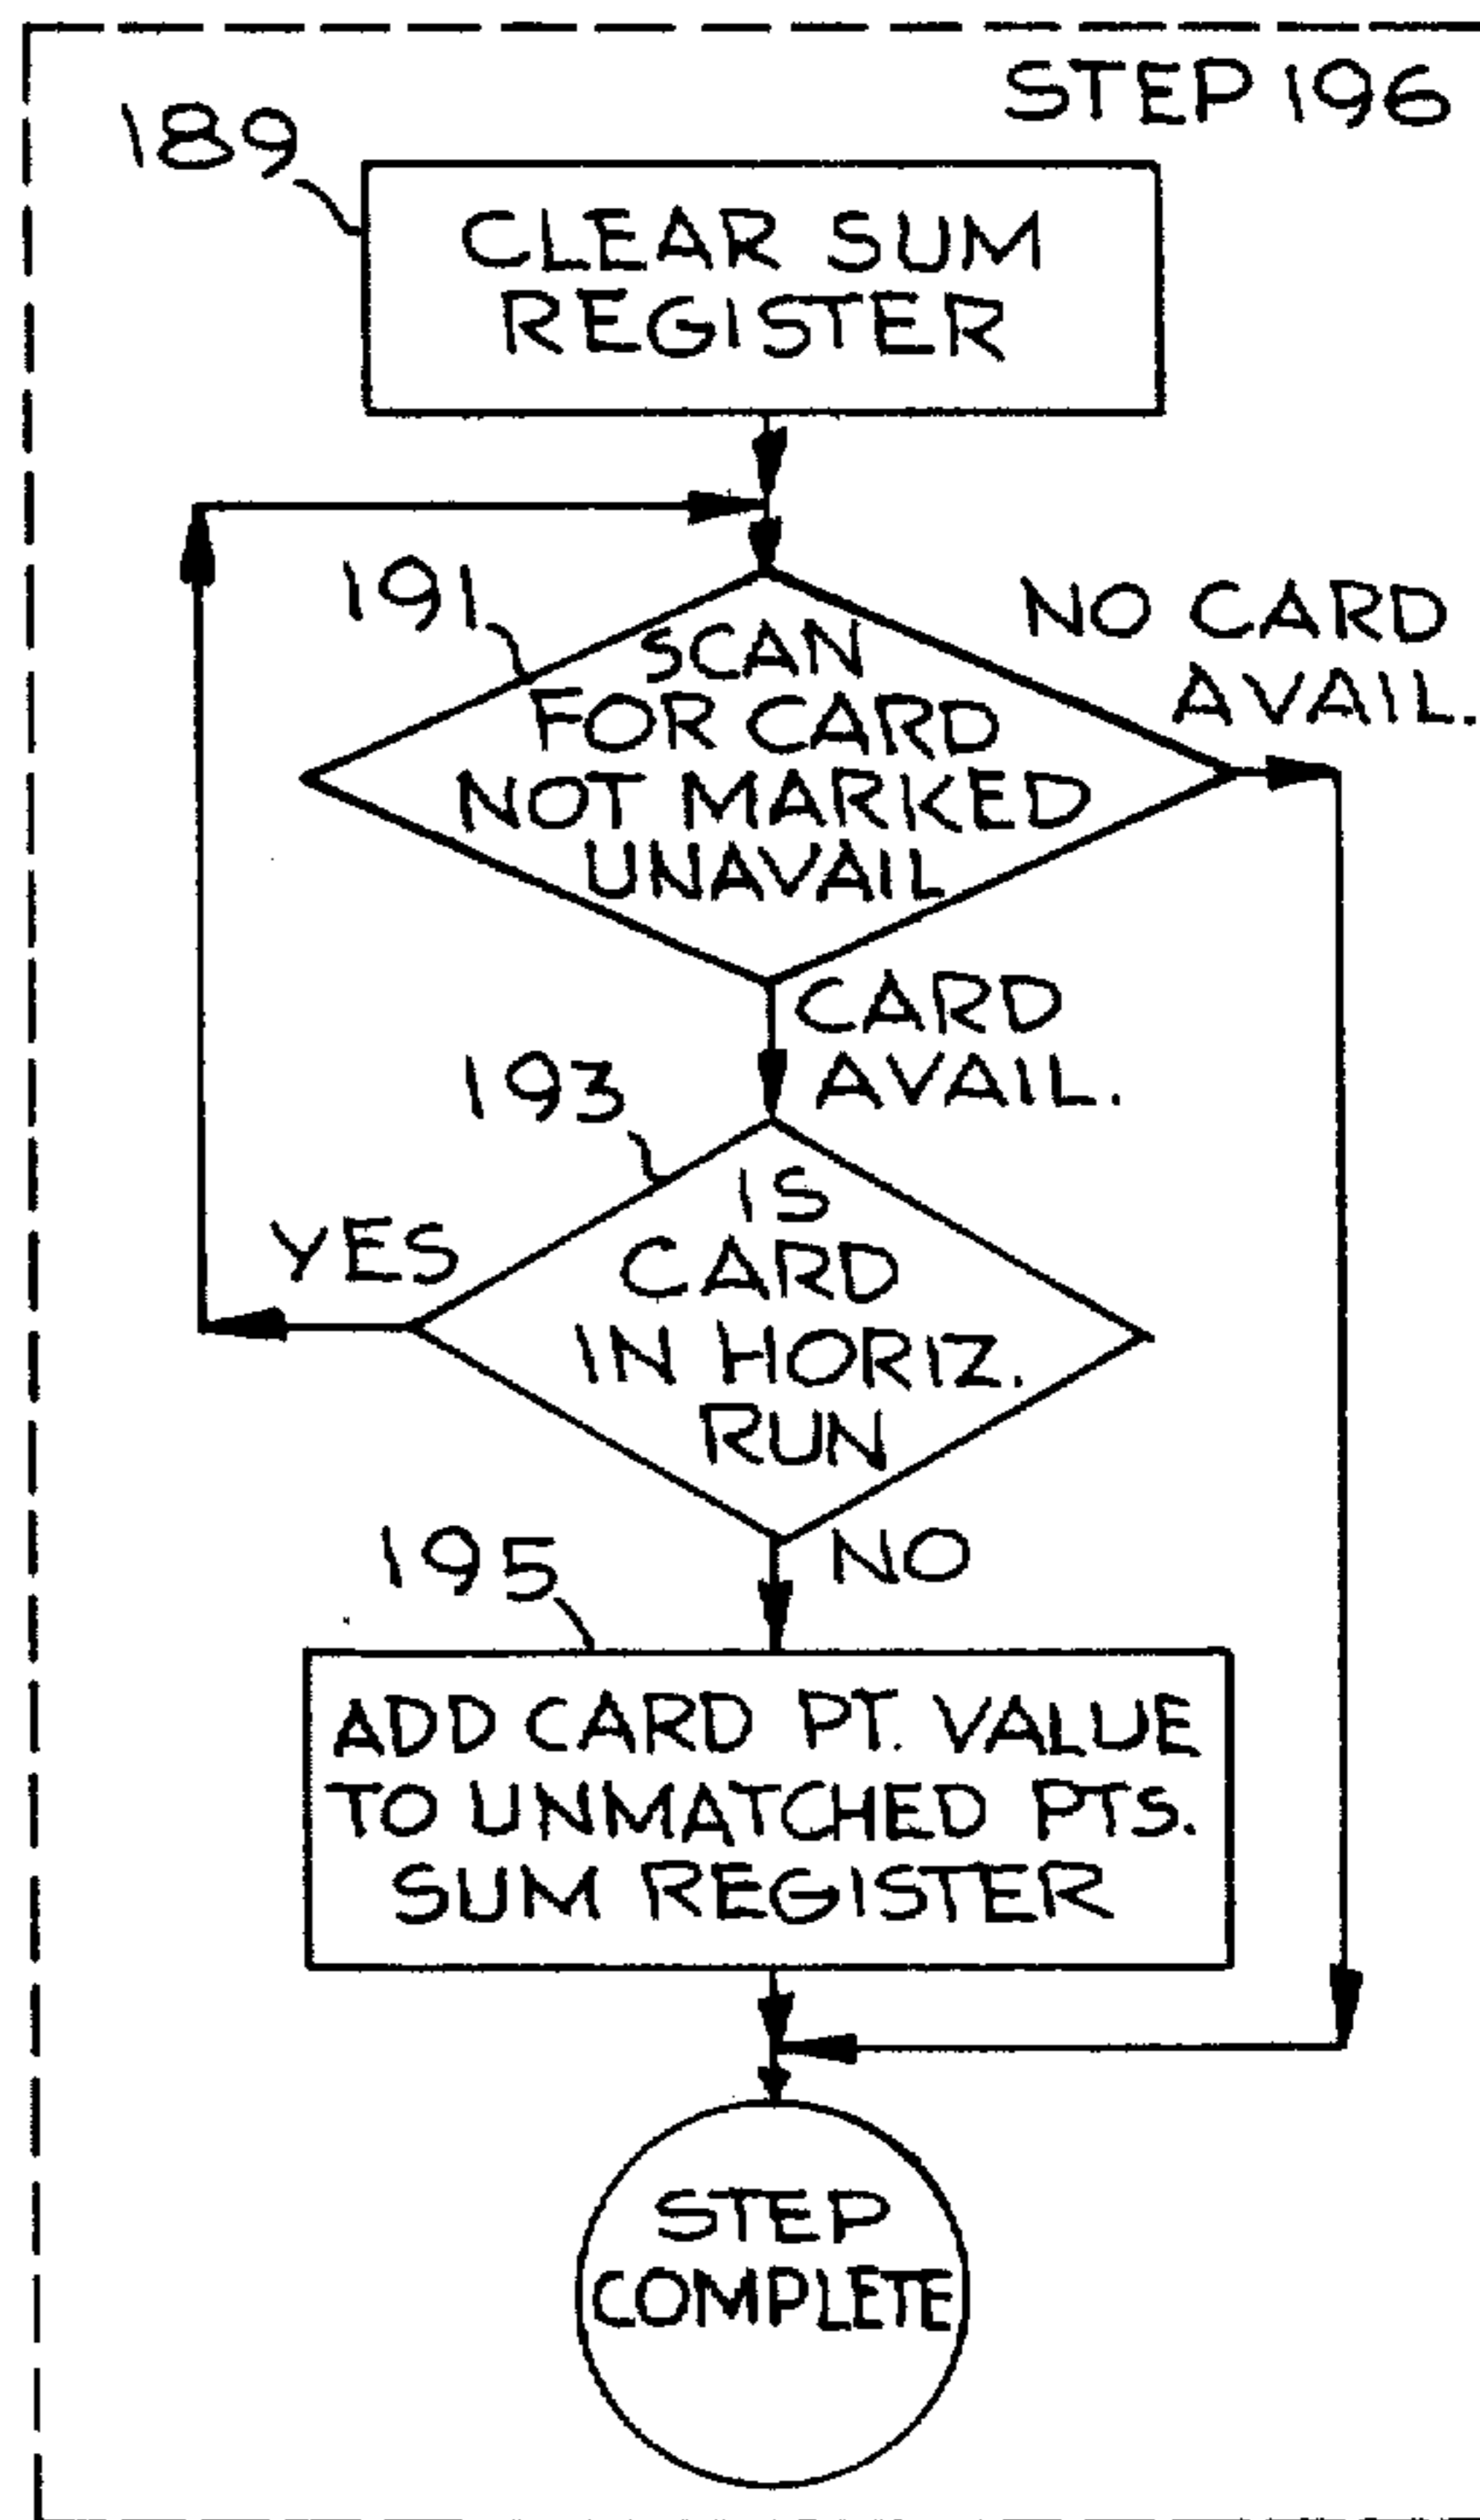 STEP 196
189
CLEAR SUM
REGISTER
191
SCAN
FOR CARD
NOT MARKED
UNAVAIL
NO CARD
AVAIL.
CARD
AVAIL.
193
IS
CARD
IN HORIZ.
RUN
YES
NO
195
ADD CARD PT. VALUE
TO UNMATCHED PTS.
SUM REGISTER
STEP
COMPLETE